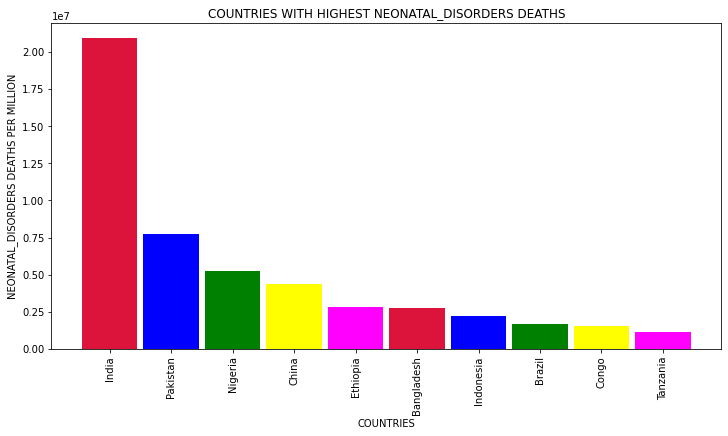 COUNTRIES WITH HIGHEST NEONATAL_DISORDERS DEATHS
1e7
2.00
1.75
1.50
1.25
1.00
0.75
0.50
0.25
0.00
NEONATAL_DISORDERS DEATHS PER MILLION
India
Pakistan
Nigeria
China
Ethiopia
Bangladesh
Indonesia
Brazil
Congo
Tanzania
COUNTRIES